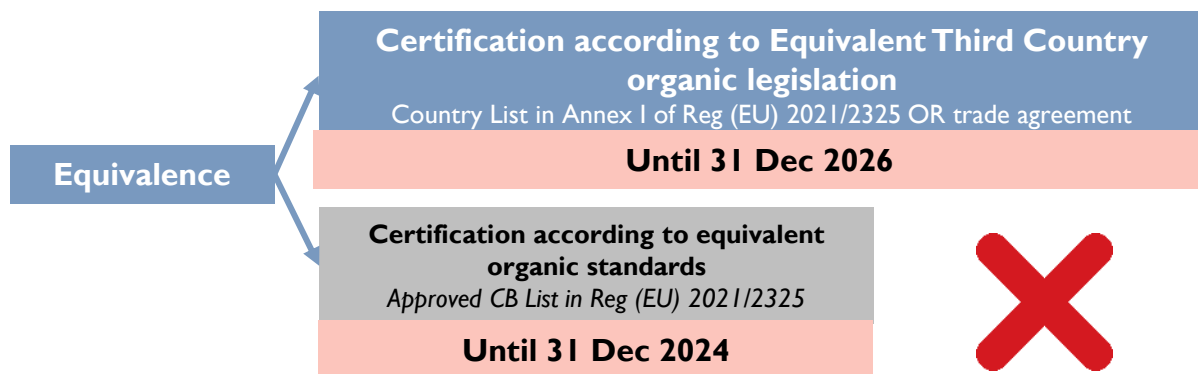 Certification according to Equivalent Third Country
organic legislation
Country List in Annex I of Reg (EU) 2021/2325 OR trade agreement
Until 31 Dec 2026
Equivalence
Certification according to equivalent
organic standards
Approved CB List in Reg (EU) 2021/2325
Until 31 Dec 2024